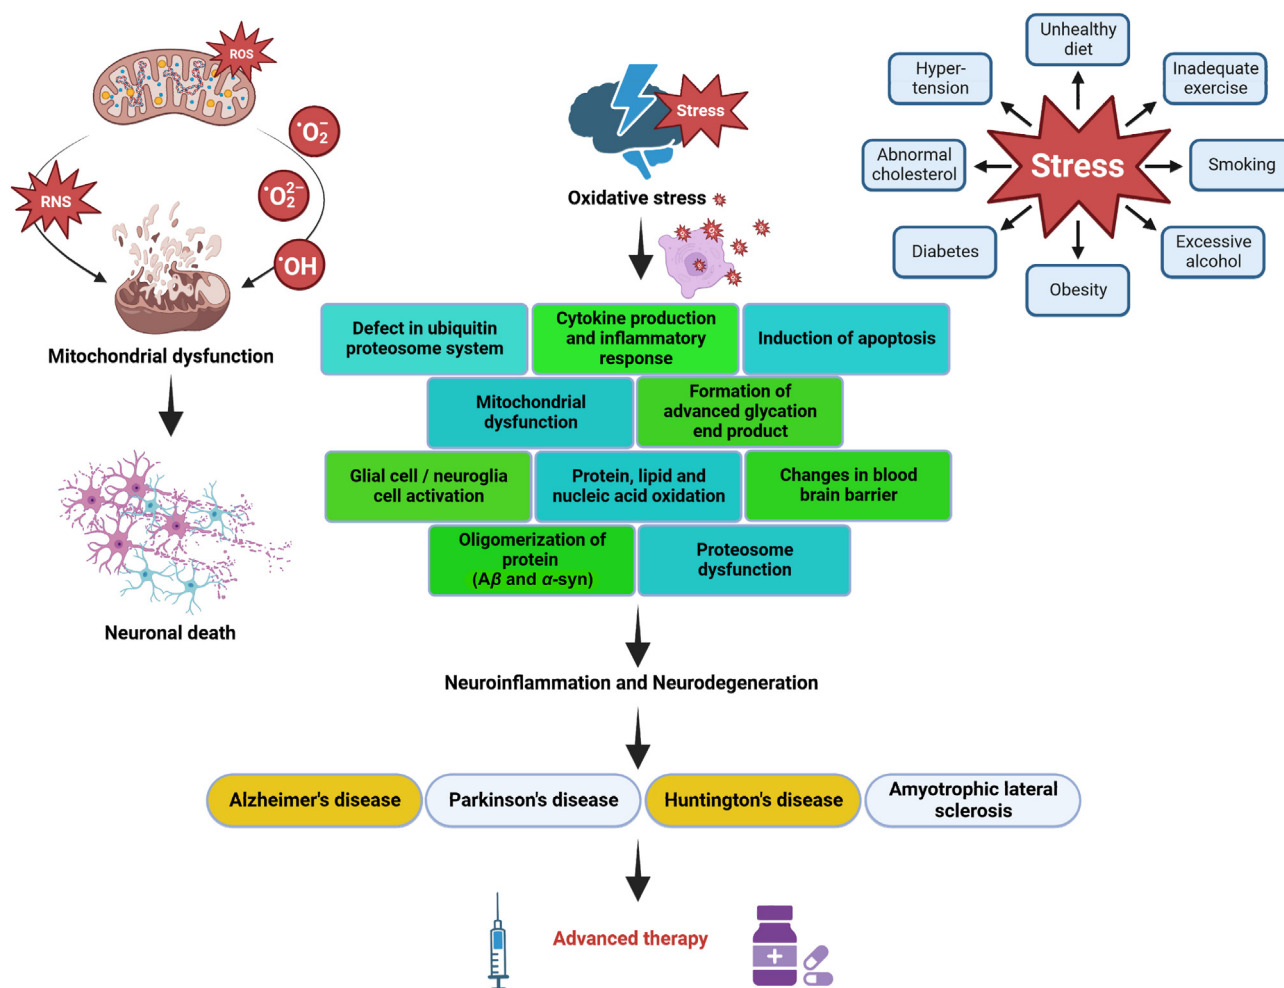 ROS
•O₂⁻
RNS
•O₂²⁻
•OH
Mitochondrial dysfunction
Neuronal death
Stress
Oxidative stress
Unhealthy
diet
Hyper-
tension
Inadequate
exercise
Abnormal
cholesterol
Stress
Smoking
Diabetes
Excessive
alcohol
Obesity
Defect in ubiquitin
proteosome system
Cytokine production
and inflammatory
response
Induction of apoptosis
Mitochondrial
dysfunction
Formation of
advanced glycation
end product
Glial cell / neuroglia
cell activation
Protein, lipid and
nucleic acid oxidation
Changes in blood
brain barrier
Oligomerization of
protein
(Aβ and α-syn)
Proteosome
dysfunction
Neuroinflammation and Neurodegeneration
Alzheimer's disease
Parkinson's disease
Huntington's disease
Amyotrophic lateral
sclerosis
Advanced therapy